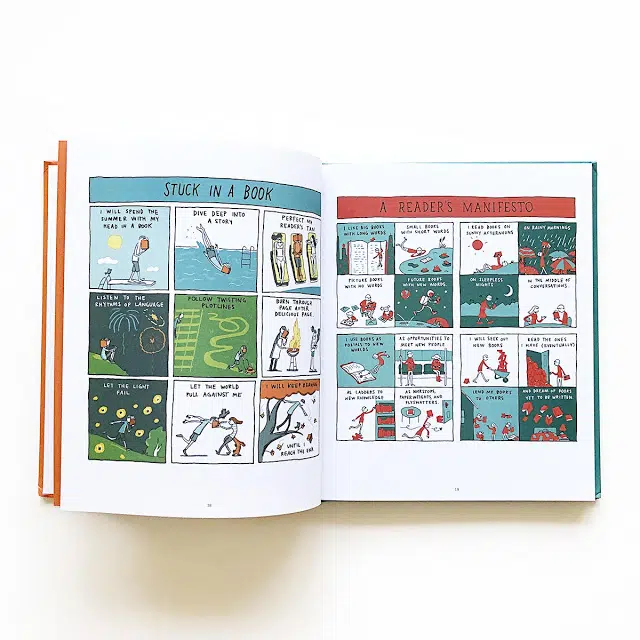 STUCK IN A BOOK
I WILL SPEND THE
SUMMER WITH MY
HEAD IN A BOOK
DIVE DEEP INTO
A STORY
PERFECT MY
READER'S TAN
LISTEN TO THE
RHYTHMS OF LANGUAGE
FOLLOW TWISTING
PLOTLINES
BURN THROUGH
PAGE AFTER
DELICIOUS PAGE
LET THE LIGHT
FAIL
LET THE WORLD
PULL AGAINST ME
I WILL KEEP READING
UNTIL I
REACH THE END
A READER'S MANIFESTO
I LIKE BIG BOOKS
WITH LONG WORDS
SMALL BOOKS
WITH SHORT WORDS
I READ BOOKS ON
SUNNY AFTERNOONS
ON RAINY MORNINGS
PICTURE BOOKS
WITH NO WORDS
FUTURE BOOKS
WITH NEW WORDS
ON SLEEPLESS
NIGHTS
IN THE MIDDLE OF
CONVERSATIONS
I USE BOOKS AS
PORTALS TO NEW
WORLDS
AS OPPORTUNITIES TO
MEET NEW PEOPLE
I WILL SEEK OUT
NEW BOOKS
READ THE ONES
I HAVE (EVENTUALLY)
AS LADDERS TO
NEW KNOWLEDGE
AS DOORSTOPS,
PAPERWEIGHTS, AND
FLYSWATTERS.
LEND MY BOOKS
TO OTHERS
AND DREAM OF BOOKS
YET TO BE WRITTEN.